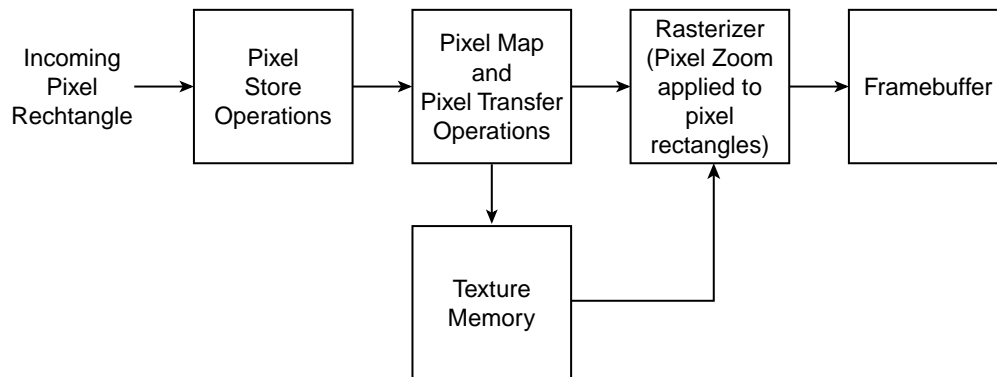 Incoming
Pixel
Rechtangle
Pixel
Store
Operations
Pixel Map
and
Pixel Transfer
Operations
Rasterizer
(Pixel Zoom
applied to
pixel
rectangles)
Framebuffer
Texture
Memory